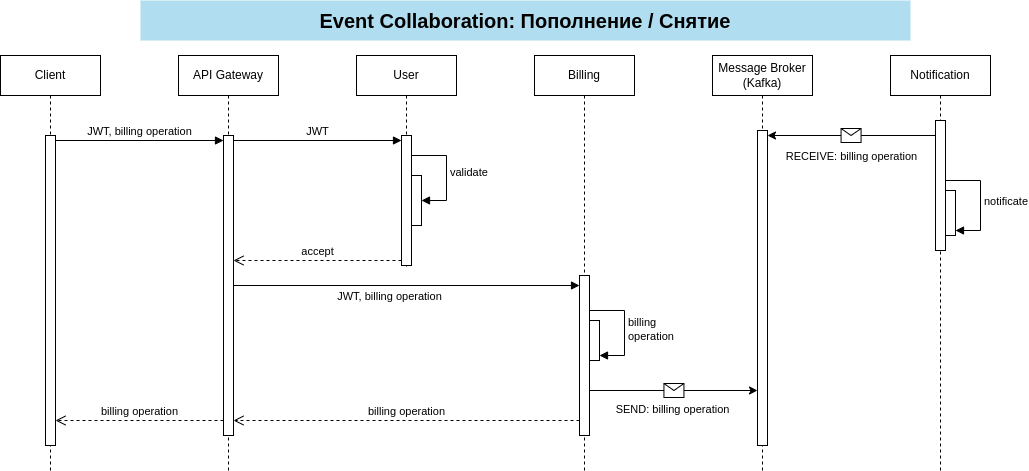 Event Collaboration: Пополнение / Снятие
Client
API Gateway
User
Billing
Message Broker
(Kafka)
Notification
JWT, billing operation
JWT
RECEIVE: billing operation
validate
notificate
accept
JWT, billing operation
billing
operation
SEND: billing operation
billing operation
billing operation